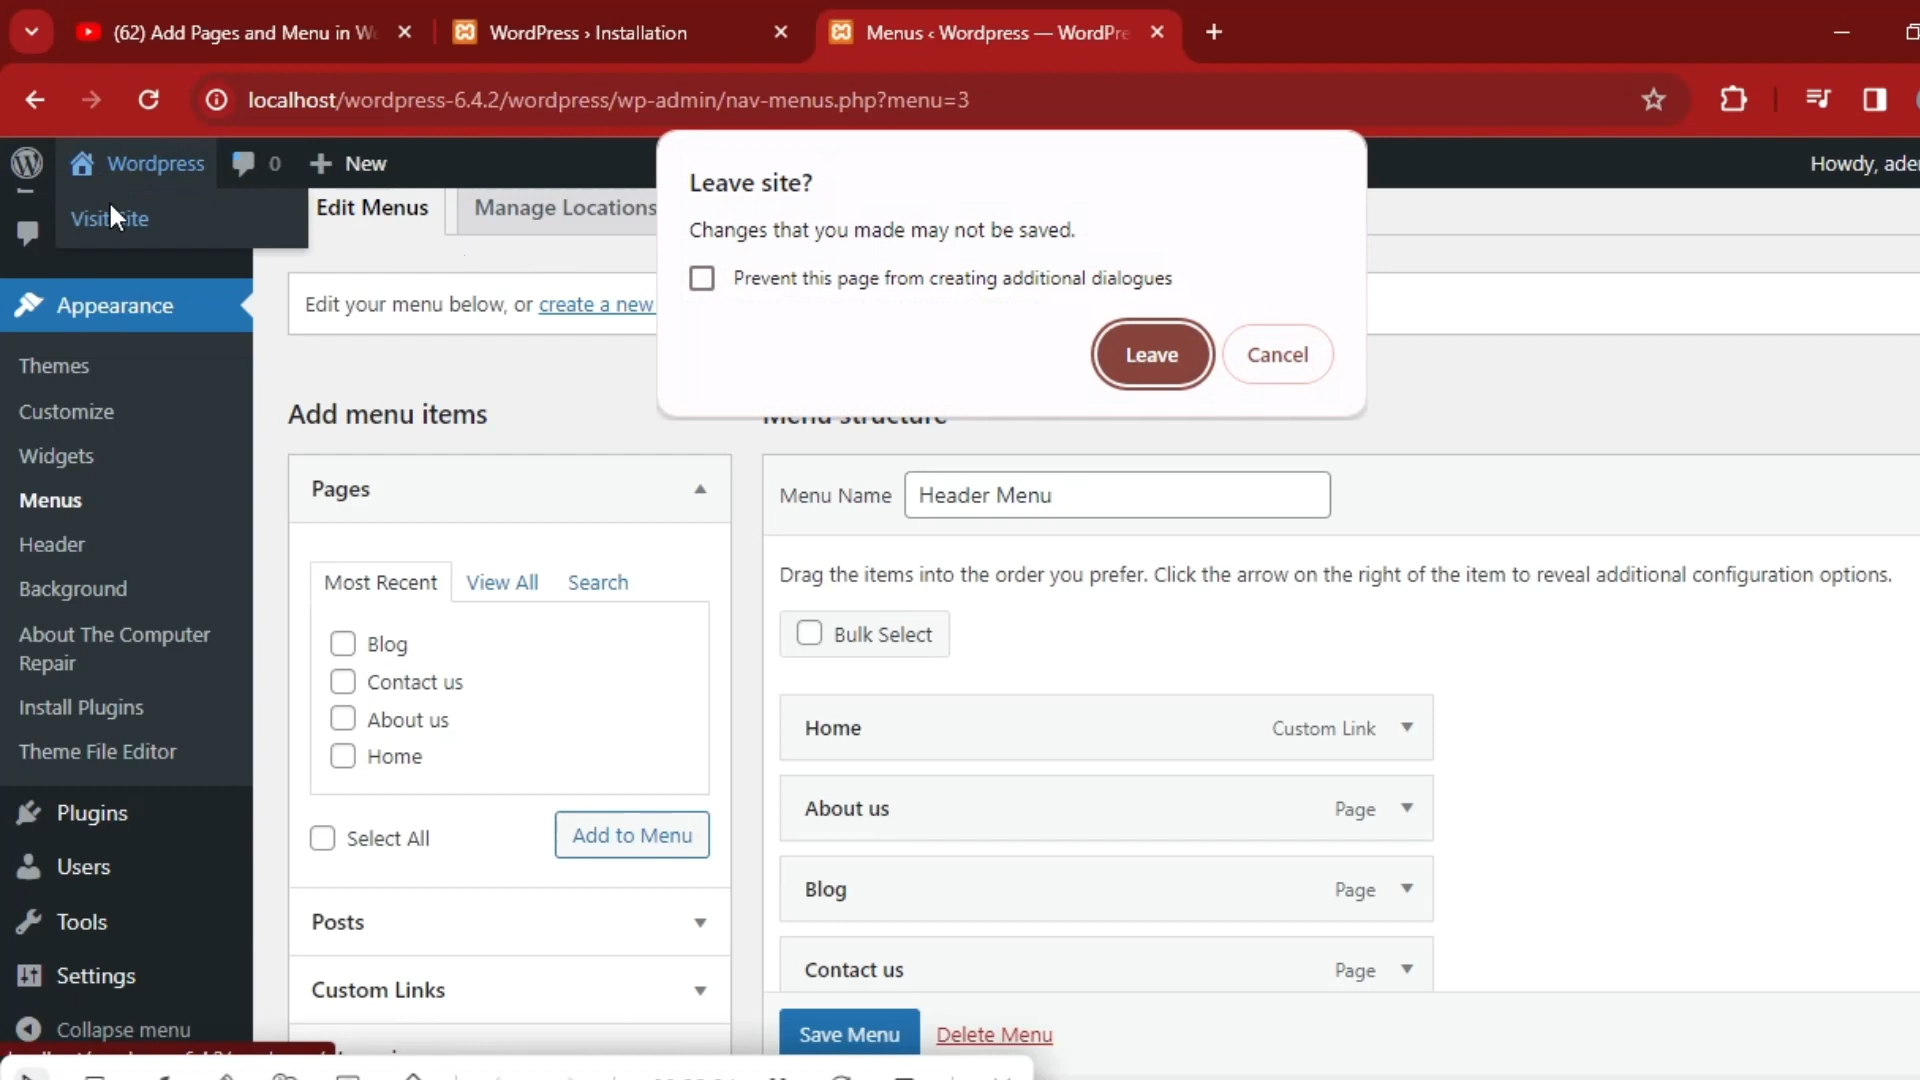 (62) Add Pages and Menu in W
WordPress › Installation
Menus ‹ Wordpress — WordPre
localhost/wordpress-6.4.2/wordpress/wp-admin/nav-menus.php?menu=3
Wordpress
0
New
Howdy,
Visit Site
Edit Menus
Manage Locations
Leave site?
Changes that you made may not be saved.
Prevent this page from creating additional dialogues
Leave
Cancel
Edit your menu below, or create a new
Appearance
Themes
Customize
Widgets
Menus
Header
Background
About The Computer
Repair
Install Plugins
Theme File Editor
Plugins
Users
Tools
Settings
Collapse menu
Add menu items
Pages
Most Recent
View All
Search
Blog
Contact us
About us
Home
Select All
Add to Menu
Posts
Custom Links
Menu structure
Menu Name
Header Menu
Drag the items into the order you prefer. Click the arrow on the right of the item to reveal additional configuration options.
Bulk Select
Home
Custom Link
About us
Page
Blog
Page
Contact us
Page
Save Menu
Delete Menu